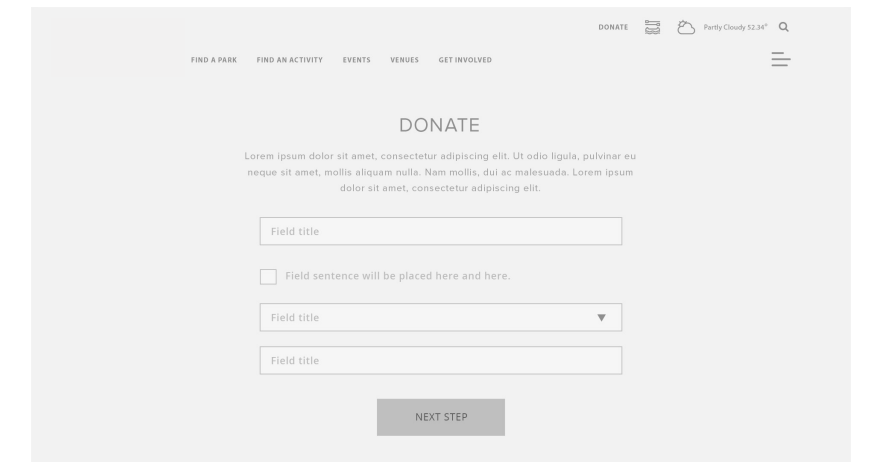 DONATE Partly Cloudy 52.34°
FIND A PARK FIND AN ACTIVITY EVENTS VENUES GET INVOLVED
DONATE
Lorem ipsum dolor sit amet, consectetur adipiscing elit. Ut odio ligula, pulvinar eu
neque sit amet, mollis aliquam nulla. Nam mollis, dui ac malesuada. Lorem ipsum
dolor sit amet, consectetur adipiscing elit.
Field title
Field sentence will be placed here and here.
Field title
Field title
NEXT STEP